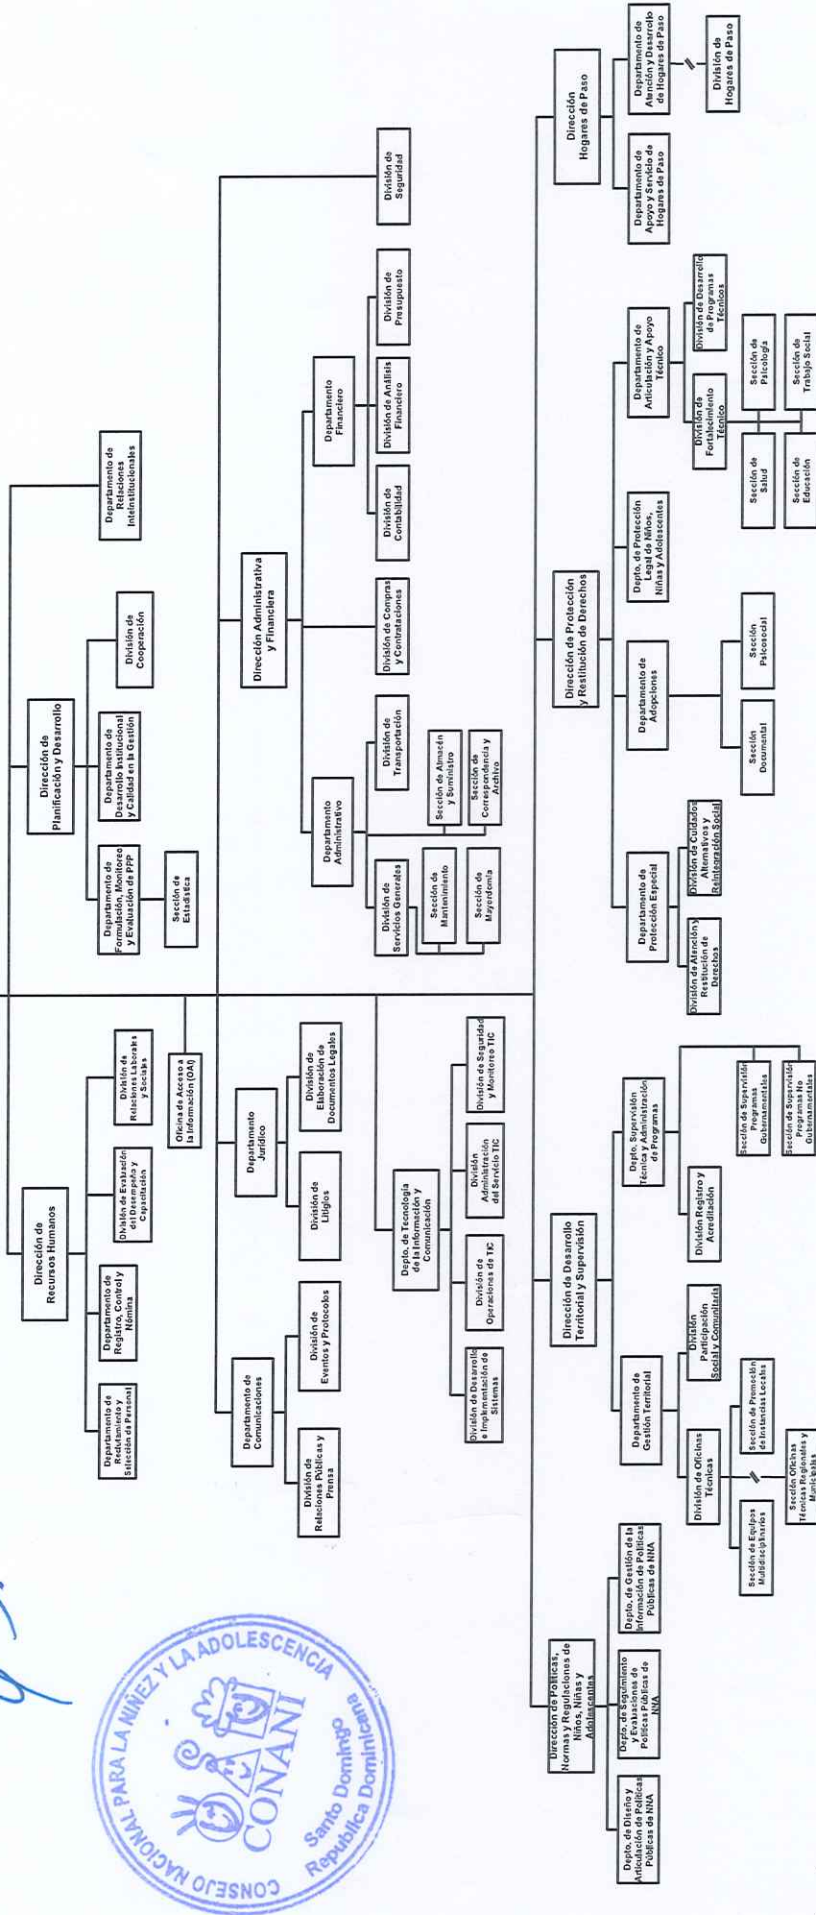 Dirección de
Recursos Humanos
Departamento de
Reclutamiento y
Selección de Personal
Departamento de
Registro, Control y
Nómina
División de Evaluación
del Desempeño y
Capacitación
División de
Relaciones Laborales
y Sociales
Dirección de
Planificación y Desarrollo
Departamento de
Formulación, Monitoreo
y Evaluación de PPP
Sección de
Estadística
Departamento de
Desarrollo Institucional
y Calidad en la Gestión
División de
Cooperación
Departamento de
Relaciones
InteInstitucionales
Oficina de Acceso a
la Información (OAI)
Departamento de
Comunicaciones
División de
Relaciones Públicas y
Prensa
División de
Eventos y Protocolos
Departamento
Jurídico
División de
Litigios
División de
Elaboración de
Documentos Legales
Dirección Administrativa
y Financiera
Departamento
Administrativo
División de
Servicios Generales
Sección de
Mantenimiento
Sección de
Mayordomía
División de
Transportación
Sección de Almacén
y Suministro
Sección de
Correspondencia y
Archivo
División de Compras
y Contrataciones
Departamento
Financiero
División de
Contabilidad
División de Análisis
Financiero
División de
Presupuesto
División de
Seguridad
Depto. de Tecnología
de la Información y
Comunicación
División de Desarrollo
e Implementación de
Sistemas
División de
Operaciones de TIC
División
Administración
del Servicio TIC
División de Seguridad
y Monitoreo TIC
Dirección de Políticas,
Normas y Regulaciones de
Niños, Niñas y
Adolescentes
Depto. de Diseño y
Articulación de Políticas
Públicas de NNA
Depto. de Seguimiento
y Evaluaciones de
Políticas Públicas de
NNA
Depto. de Gestión de la
Información de Políticas
Públicas de NNA
Dirección de Desarrollo
Territorial y Supervisión
Departamento de
Gestión Territorial
División de Oficinas
Técnicas
Sección de Equipos
Multidisciplinarios
Sección de Promoción
de Instancias Locales
Sección Oficinas
Técnicas Regionales y
Municipales
División
Participación
Social y Comunitaria
Depto. Supervisión
Técnica y Administración
de Programas
División Registro y
Acreditación
Sección de Supervisión
Programas
Gubernamentales
Sección de Supervisión
Programas No
Gubernamentales
Dirección de Protección
y Restitución de Derechos
Departamento de
Protección Especial
División de Atención y
Restitución de
Derechos
División de Cuidados
Alternativos y
Reintegración Social
Departamento de
Adopciones
Sección
Documental
Sección
Psicosocial
Depto. de Protección
Legal de Niños,
Niñas y Adolescentes
Departamento de
Articulación y Apoyo
Técnico
División de
Fortalecimiento
Técnico
División de Desarrollo
de Programas
Técnicos
Sección de
Salud
Sección de
Psicología
Sección de
Educación
Sección de
Trabajo Social
Dirección
Hogares de Paso
Departamento de
Apoyo y Servicio de
Hogares de Paso
Departamento de
Atención y Desarrollo
de Hogares de Paso
División de
Hogares de Paso
CONSEJO NACIONAL PARA LA NIÑEZ Y LA ADOLESCENCIA
CONANI
Santo Domingo
República Dominicana